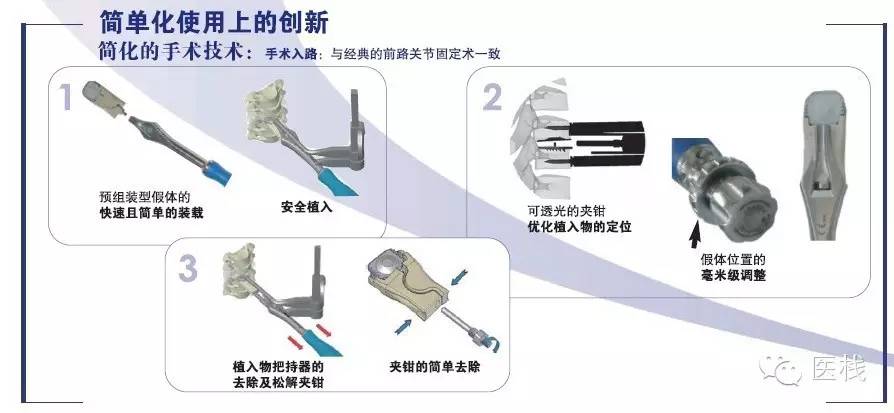 简单化使用上的创新
简化的手术技术：手术入路：与经典的前路关节固定术一致
1
预组装型假体的
快速且简单的装载
安全植入
2
可透光的夹钳
优化植入物的定位
假体位置的
毫米级调整
3
植入物把持器的
去除及松解夹钳
夹钳的简单去除
医栈